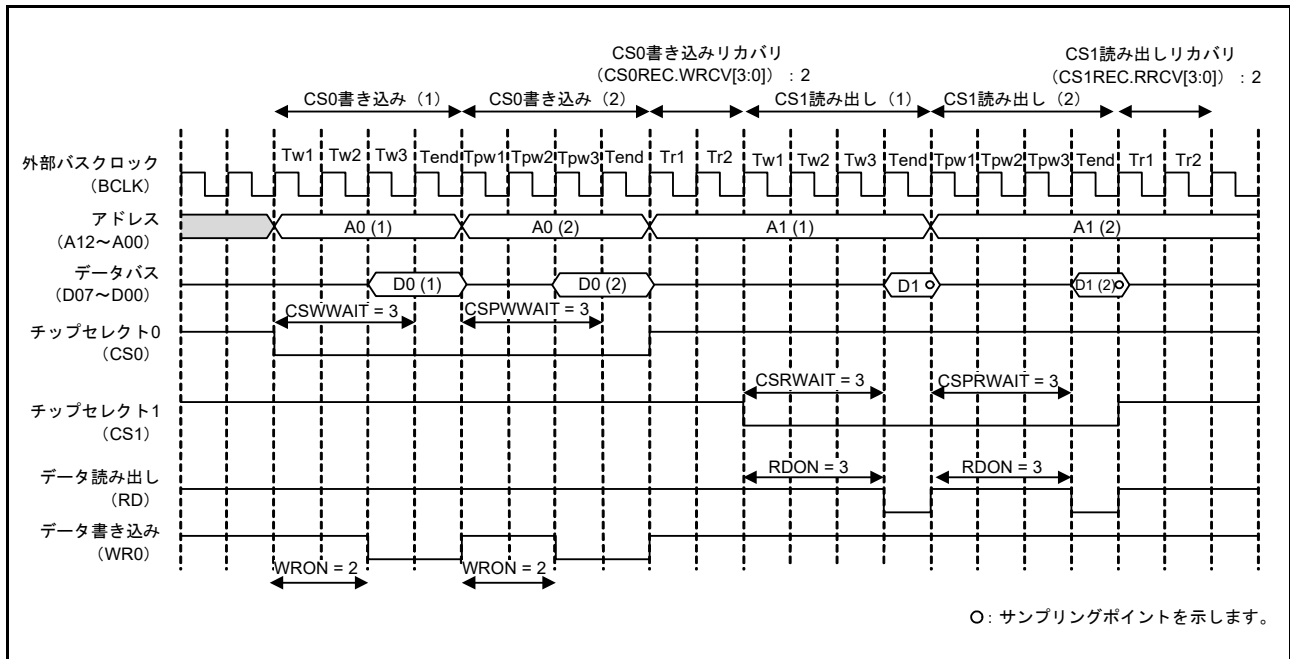 CS0書き込みリカバリ
（CS0REC.WRCV[3:0]）：2
CS1読み出しリカバリ
（CS1REC.RRCV[3:0]）：2
CS0書き込み（1） CS0書き込み（2） CS1読み出し（1） CS1読み出し（2）
Tw1 Tw2 Tw3 Tend Tpw1 Tpw2 Tpw3 Tend Tr1 Tr2 Tw1 Tw2 Tw3 Tend Tpw1 Tpw2 Tpw3 Tend Tr1 Tr2
外部バスクロック
（BCLK）
アドレス
（A12～A00）
A0 (1) A0 (2) A1 (1) A1 (2)
データバス
（D07～D00）
D0 (1) D0 (2) D1 D1 (2)
CSWWAIT = 3 CSPWWAIT = 3
チップセレクト0
（CS0）
CSRWAIT = 3 CSPRWAIT = 3
チップセレクト1
（CS1）
RDON = 3 RDON = 3
データ読み出し
（RD）
データ書き込み
（WR0）
WRON = 2 WRON = 2
O：サンプリングポイントを示します。